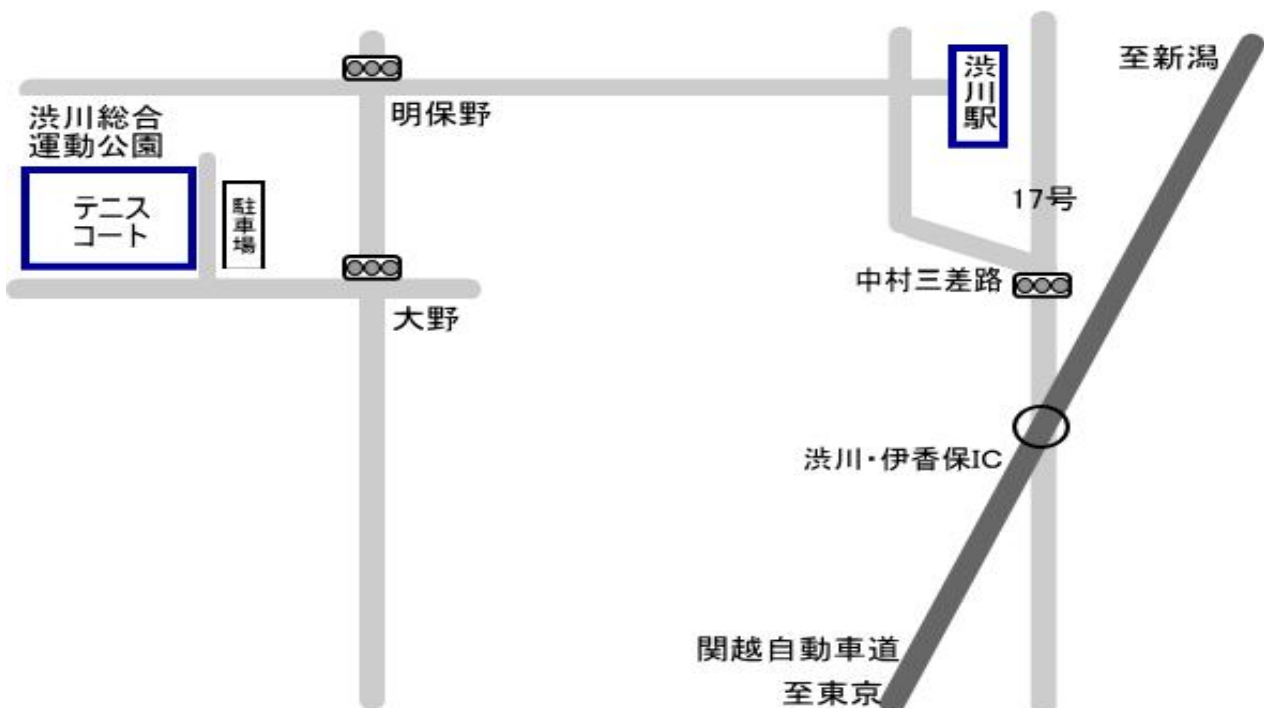 至新潟
渋川駅
渋川総合
運動公園
明保野
テニス
コート
駐車場
17号
中村三差路
大野
渋川・伊香保IC
関越自動車道
至東京